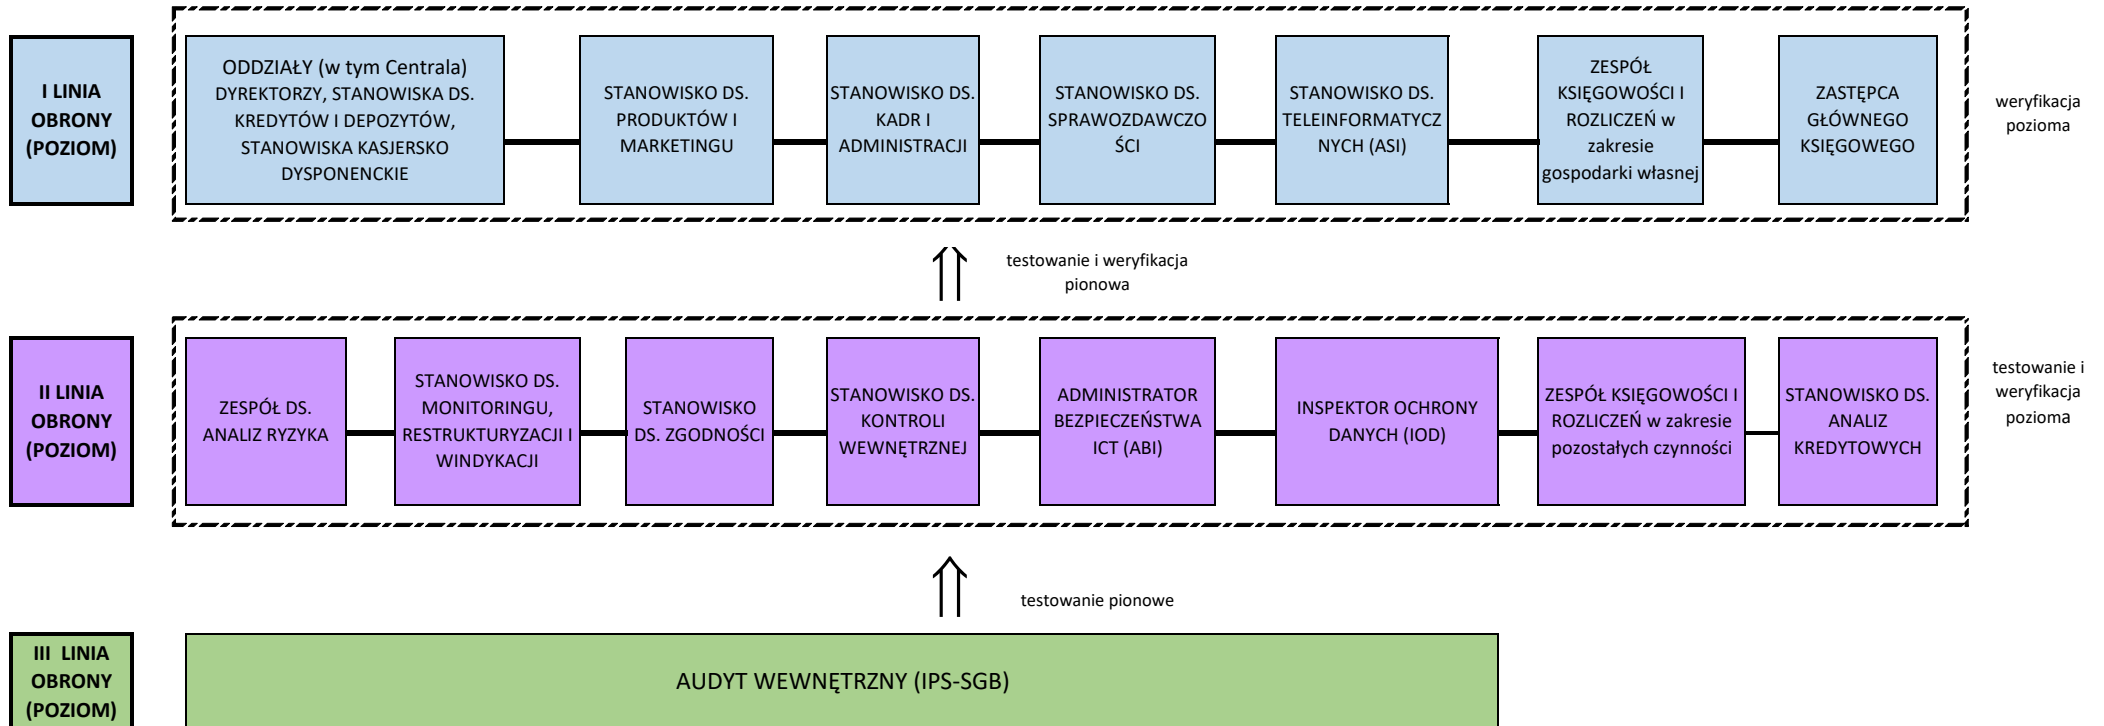 I LINIA
OBRONY
(POZIOM)
ODDZIAŁY (w tym Centrala)
DYREKTORZY, STANOWISKA DS.
KREDYTÓW I DEPOZYTÓW,
STANOWISKA KASJERSKO
DYSPONENCKIE
STANOWISKO DS.
PRODUKTÓW I
MARKETINGU
STANOWISKO DS.
KADR I
ADMINISTRACJI
STANOWISKO DS.
SPRAWOZDAWCZO
ŚCI
STANOWISKO DS.
TELEINFORMATYCZ
NYCH (ASI)
ZESPÓŁ
KSIĘGOWOŚCI I
ROZLICZEŃ w
zakresie
gospodarki własnej
ZASTĘPCA
GŁÓWNEGO
KSIĘGOWEGO
weryfikacja
pozioma
testowanie i weryfikacja
pionowa
II LINIA
OBRONY
(POZIOM)
ZESPÓŁ DS.
ANALIZ RYZYKA
STANOWISKO DS.
MONITORINGU,
RESTRUKTURYZACJI I
WINDYKACJI
STANOWISKO
DS. ZGODNOŚCI
STANOWISKO DS.
KONTROLI
WEWNĘTRZNEJ
ADMINISTRATOR
BEZPIECZEŃSTWA
ICT (ABI)
INSPEKTOR OCHRONY
DANYCH (IOD)
ZESPÓŁ KSIĘGOWOŚCI I
ROZLICZEŃ w zakresie
pozostałych czynności
STANOWISKO DS.
ANALIZ
KREDYTOWYCH
testowanie i
weryfikacja
pozioma
testowanie pionowe
III LINIA
OBRONY
(POZIOM)
AUDYT WEWNĘTRZNY (IPS-SGB)